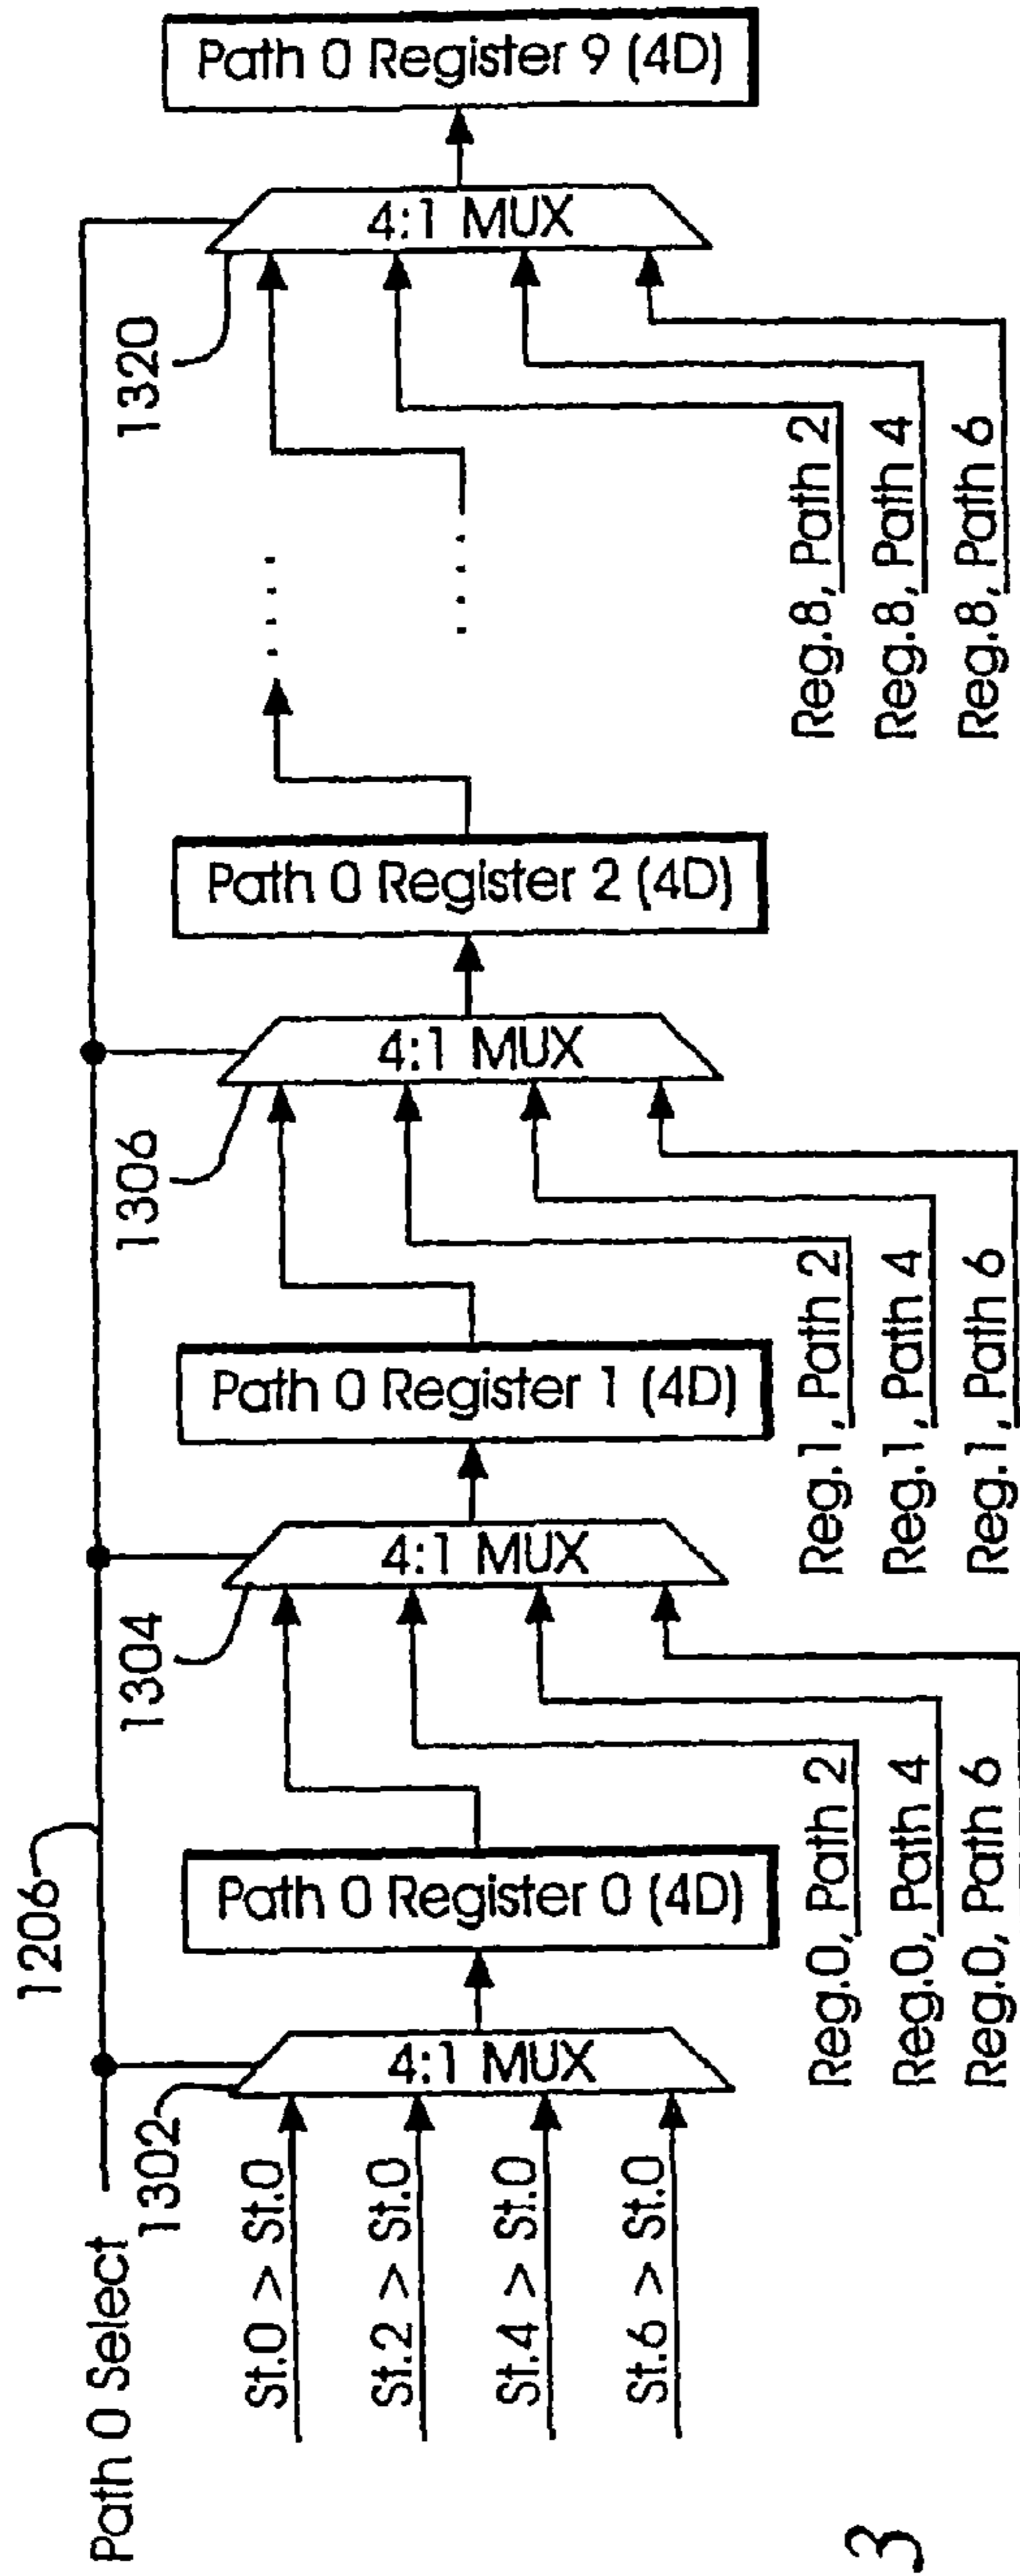 1206
Path 0 Select
1302
1304
1306
1320
St.0 > St.0
St.2 > St.0
St.4 > St.0
St.6 > St.0
4:1 MUX
Path 0 Register 0 (4D)
4:1 MUX
Path 0 Register 1 (4D)
4:1 MUX
Path 0 Register 2 (4D)
. . . .
. . . .
4:1 MUX
Path 0 Register 9 (4D)
Reg.0, Path 2
Reg.0, Path 4
Reg.0, Path 6
Reg.1, Path 2
Reg.1, Path 4
Reg.1, Path 6
Reg.8, Path 2
Reg.8, Path 4
Reg.8, Path 6
3